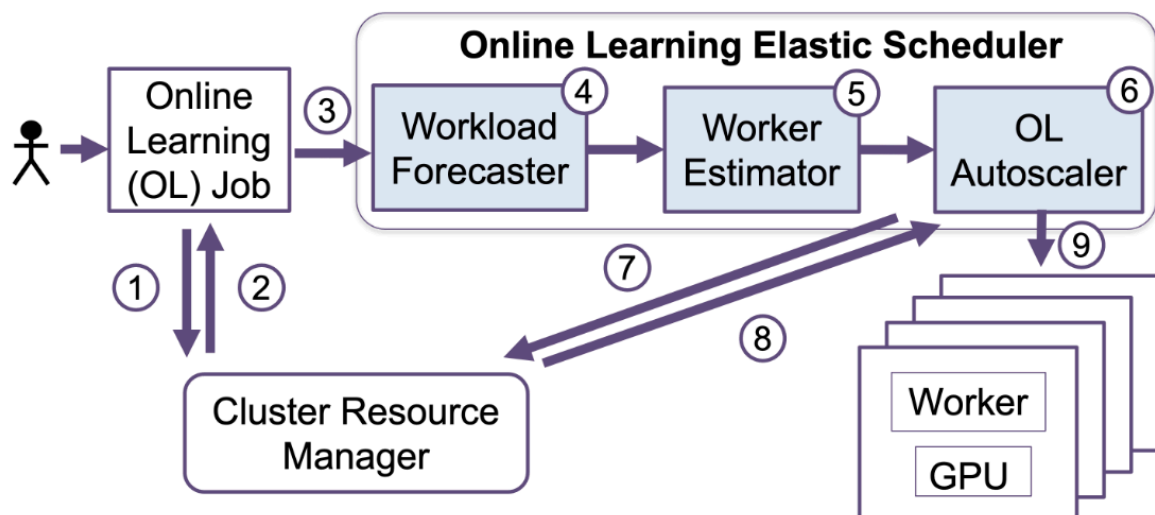 Online Learning Elastic Scheduler
Online
Learning
(OL) Job
3
Workload
Forecaster
4
Worker
Estimator
5
OL
Autoscaler
6
1
2
7
8
9
Cluster Resource
Manager
Worker
GPU